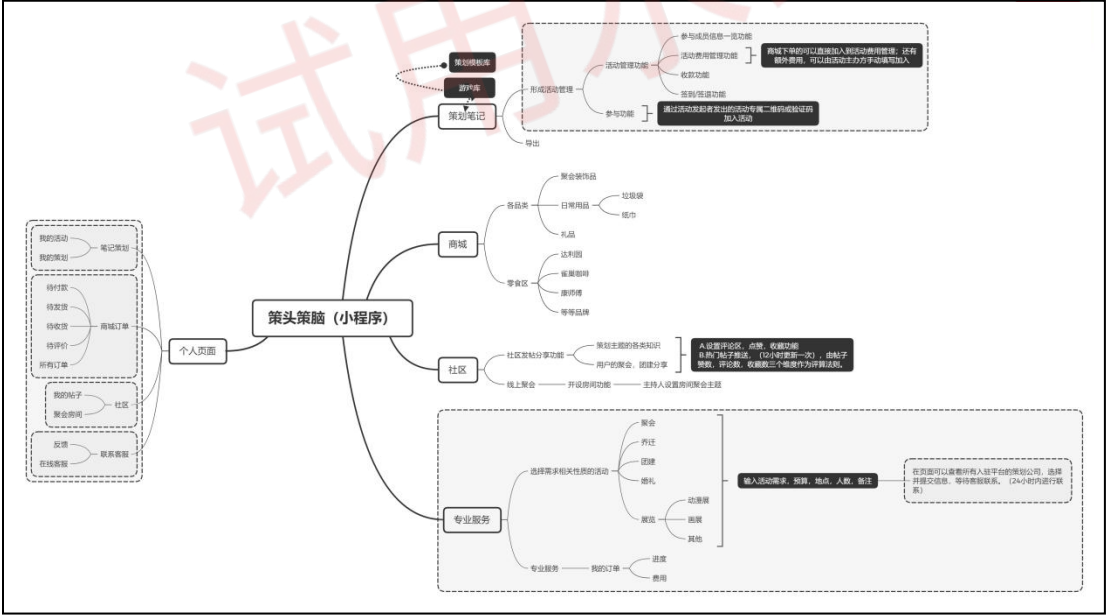 试用水
策划模板库
游戏库
策划笔记
形成活动管理
活动管理功能
参与成员信息一览功能
活动费用管理功能
商城下单的可以直接加入到活动费用管理；还有
额外费用，可以由活动主办方手动填写加入
收款功能
签到/签退功能
参与功能
通过活动发起者发出的活动专属二维码或验证码
加入活动
导出
商城
各品类
聚会装饰品
日常用品
垃圾袋
纸巾
礼品
零食区
达利园
雀巢咖啡
康师傅
等等品牌
策头策脑（小程序）
社区
社区发帖分享功能
策划主题的各类知识
用户的聚会，团建分享
A.设置评论区，点赞，收藏功能
B.热门帖子推送，（12小时更新一次），由帖子
赞数，评论数，收藏数三个维度作为评算法则。
线上聚会
开设房间功能
主持人设置房间聚会主题
专业服务
选择需求相关性质的活动
聚会
乔迁
团建
婚礼
展览
动漫展
画展
其他
输入活动需求，预算，地点，人数，备注
在页面可以查看所有入驻平台的策划公司，选择
并提交信息，等待客服联系。（24小时内进行联
系）
专业服务
我的订单
进度
费用
个人页面
笔记策划
我的活动
我的策划
商城订单
待付款
待发货
待收货
待评价
所有订单
社区
我的帖子
聚会房间
联系客服
反馈
在线客服